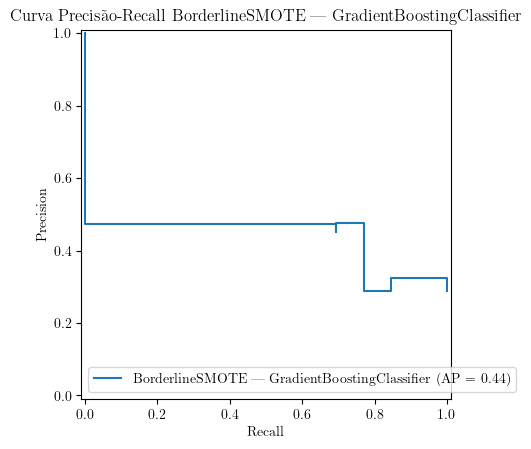 Curva Precisão-Recall BorderlineSMOTE — GradientBoostingClassifier
1.0
0.8
0.6
0.4
0.2
0.0
Precision
BorderlineSMOTE — GradientBoostingClassifier (AP = 0.44)
0.0 0.2 0.4 0.6 0.8 1.0
Recall